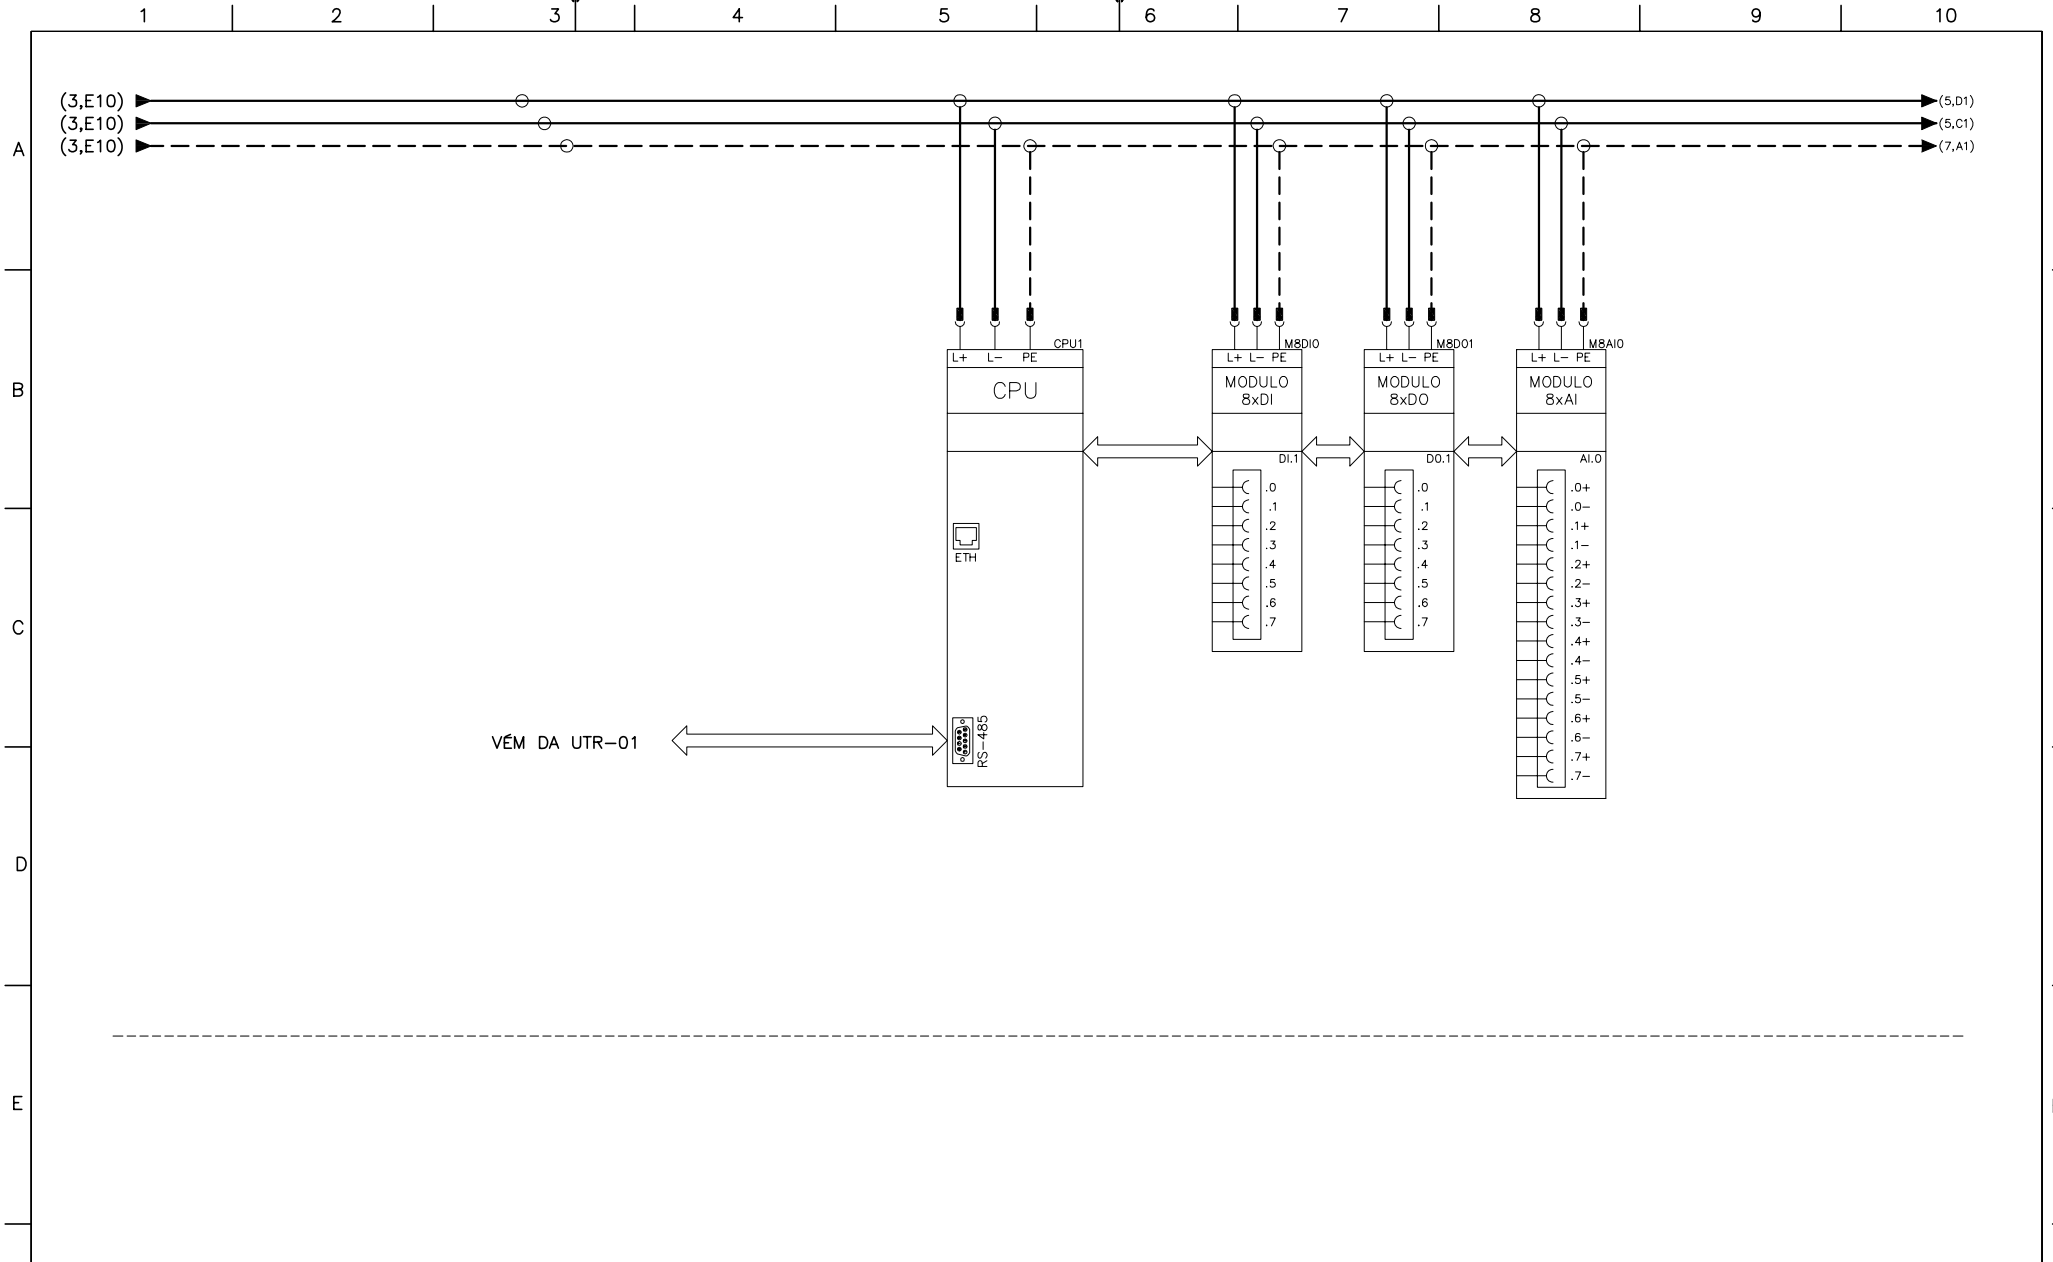 1 2 3 4 5 6 7 8 9 10
(3,E10) (5,D1)
(3,E10) (5,C1)
A
(3,E10) (7,A1)
CPU1 M8DI0 M8DO1 M8AI0
L+ L- PE L+ L- PE L+ L- PE L+ L- PE
B
CPU
MODULO
8xDI
MODULO
8xDO
MODULO
8xAI
DI.1
.0
.1
.2
.3
.4
.5
.6
.7
DO.1
.0
.1
.2
.3
.4
.5
.6
.7
AI.0
.0+
.0-
.1+
.1-
.2+
.2-
.3+
.3-
.4+
.4-
.5+
.5-
.6+
.6-
.7+
.7-
ETH
C
VÉM DA UTR-01
RS-485
D
E